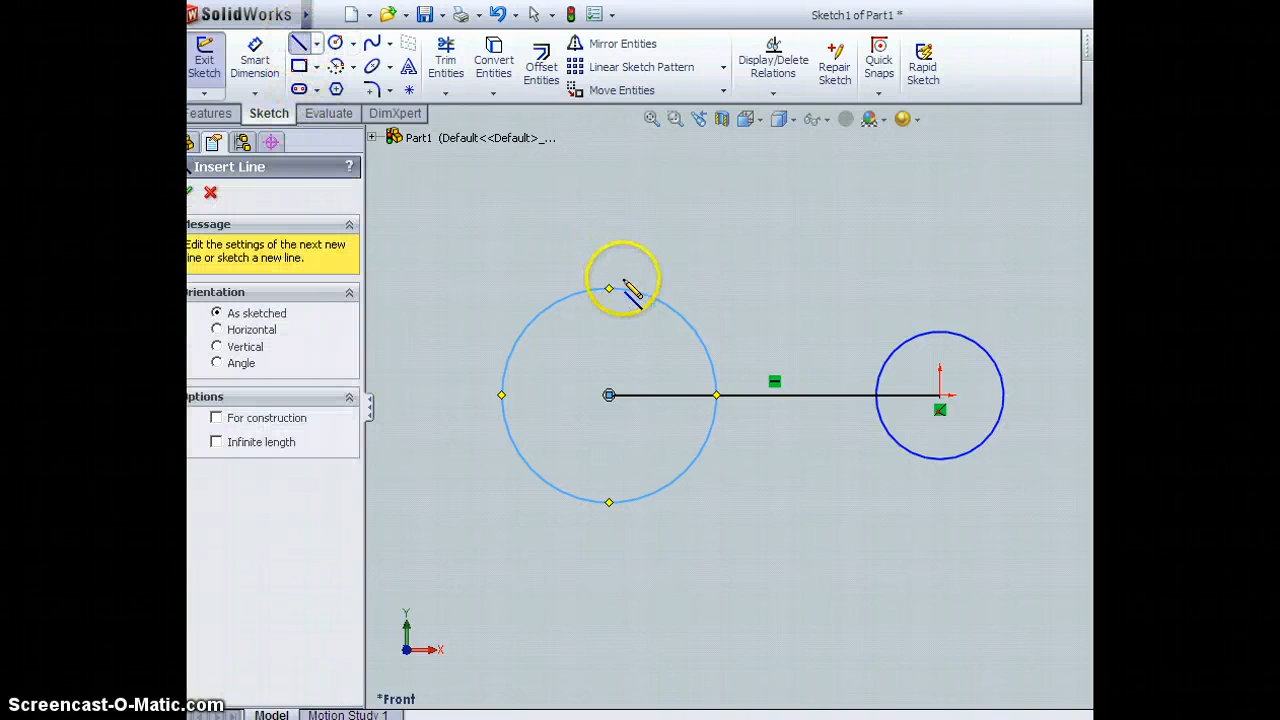 SolidWorks
Sketch1 of Part1 *
Exit Sketch
Smart Dimension
Trim Entities
Convert Entities
Offset Entities
Mirror Entities
Linear Sketch Pattern
Move Entities
Display/Delete Relations
Repair Sketch
Quick Snaps
Rapid Sketch
Features
Sketch
Evaluate
DimXpert
Part1 (Default<<Default>_...
Insert Line
?
Message
Edit the settings of the next new
line or sketch a new line.
Orientation
As sketched
Horizontal
Vertical
Angle
Options
For construction
Infinite length
Y
X
*Front
Screencast-O-Matic.com
Model
Motion Study 1